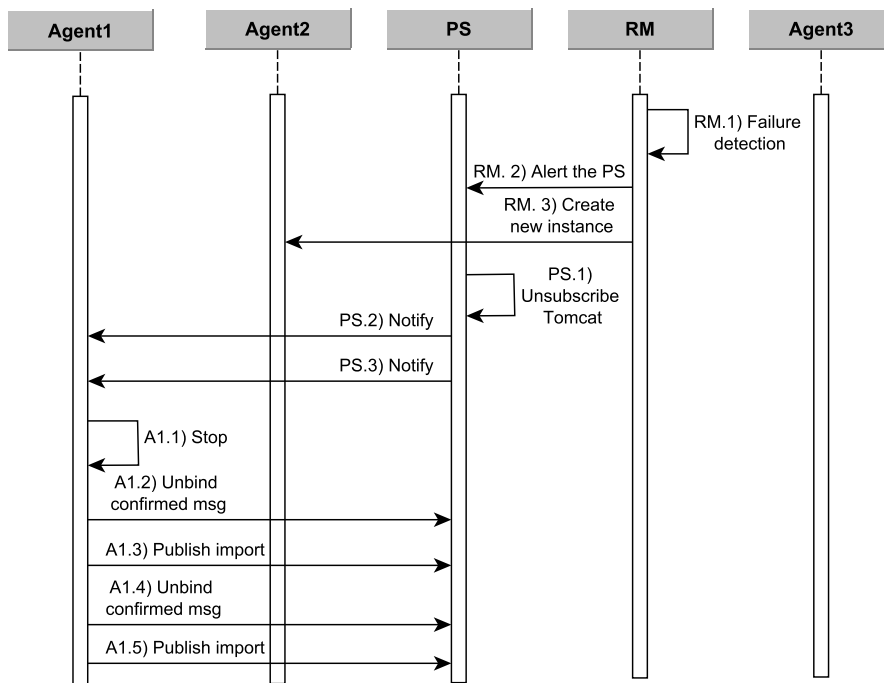 Agent1
Agent2
PS
RM
Agent3
RM.1) Failure
detection
RM. 2) Alert the PS
RM. 3) Create
new instance
PS.1)
Unsubscribe
Tomcat
PS.2) Notify
PS.3) Notify
A1.1) Stop
A1.2) Unbind
confirmed msg
A1.3) Publish import
A1.4) Unbind
confirmed msg
A1.5) Publish import